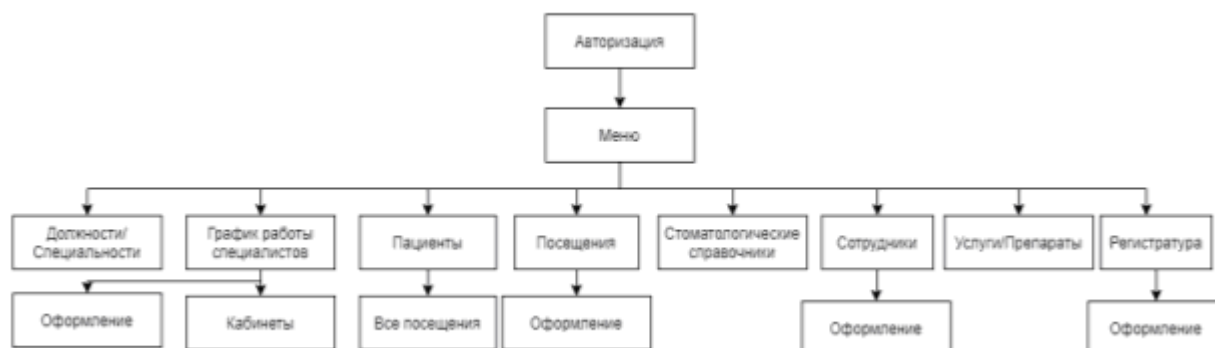 Авторизация
Меню
Должности/
Специальности
График работы
специалистов
Пациенты
Посещения
Стоматологические
справочники
Сотрудники
Услуги/Препараты
Регистратура
Оформление
Кабинеты
Все посещения
Оформление
Оформление
Оформление